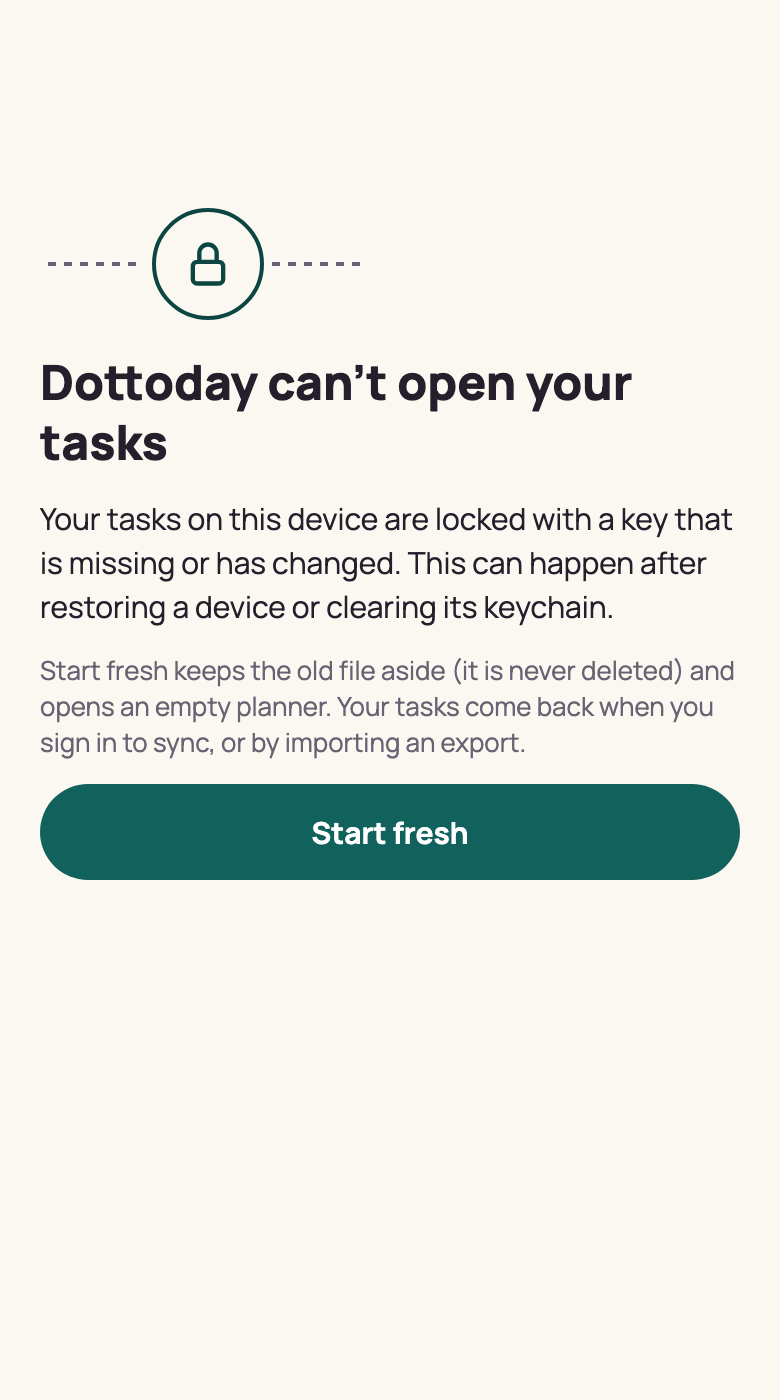 Dottoday can’t open your
tasks
Your tasks on this device are locked with a key that
is missing or has changed. This can happen after
restoring a device or clearing its keychain.
Start fresh keeps the old file aside (it is never deleted) and
opens an empty planner. Your tasks come back when you
sign in to sync, or by importing an export.
Start fresh